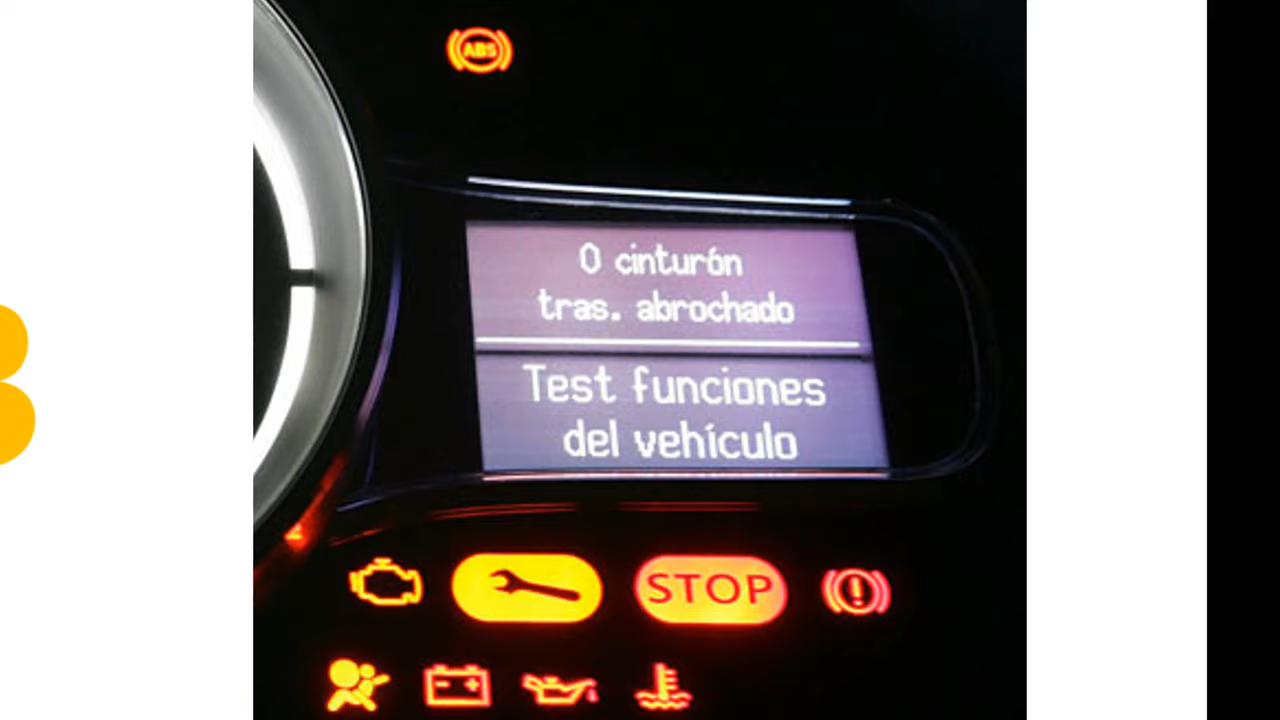 ABS
0 cinturón
tras. abrochado
Test funciones
del vehículo
STOP